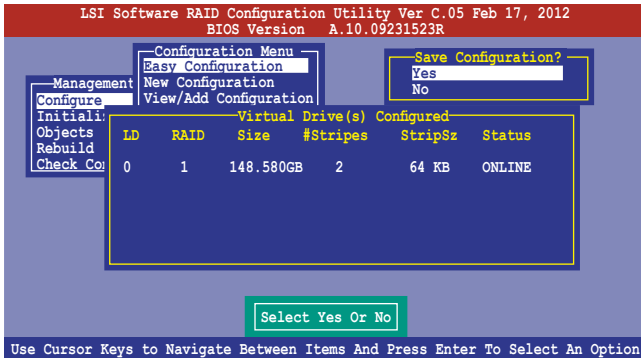 LSI Software RAID Configuration Utility Ver C.05 Feb 17, 2012
BIOS Version A.10.09231523R
Configuration Menu
Easy Configuration
New Configuration
View/Add Configuration
Save Configuration?
Yes
No
Management
Configure
Initiali
Objects
Rebuild
Check Co
Virtual Drive(s) Configured
LD RAID Size #Stripes StripSz Status
0 1 148.580GB 2 64 KB ONLINE
Select Yes Or No
Use Cursor Keys to Navigate Between Items And Press Enter To Select An Option